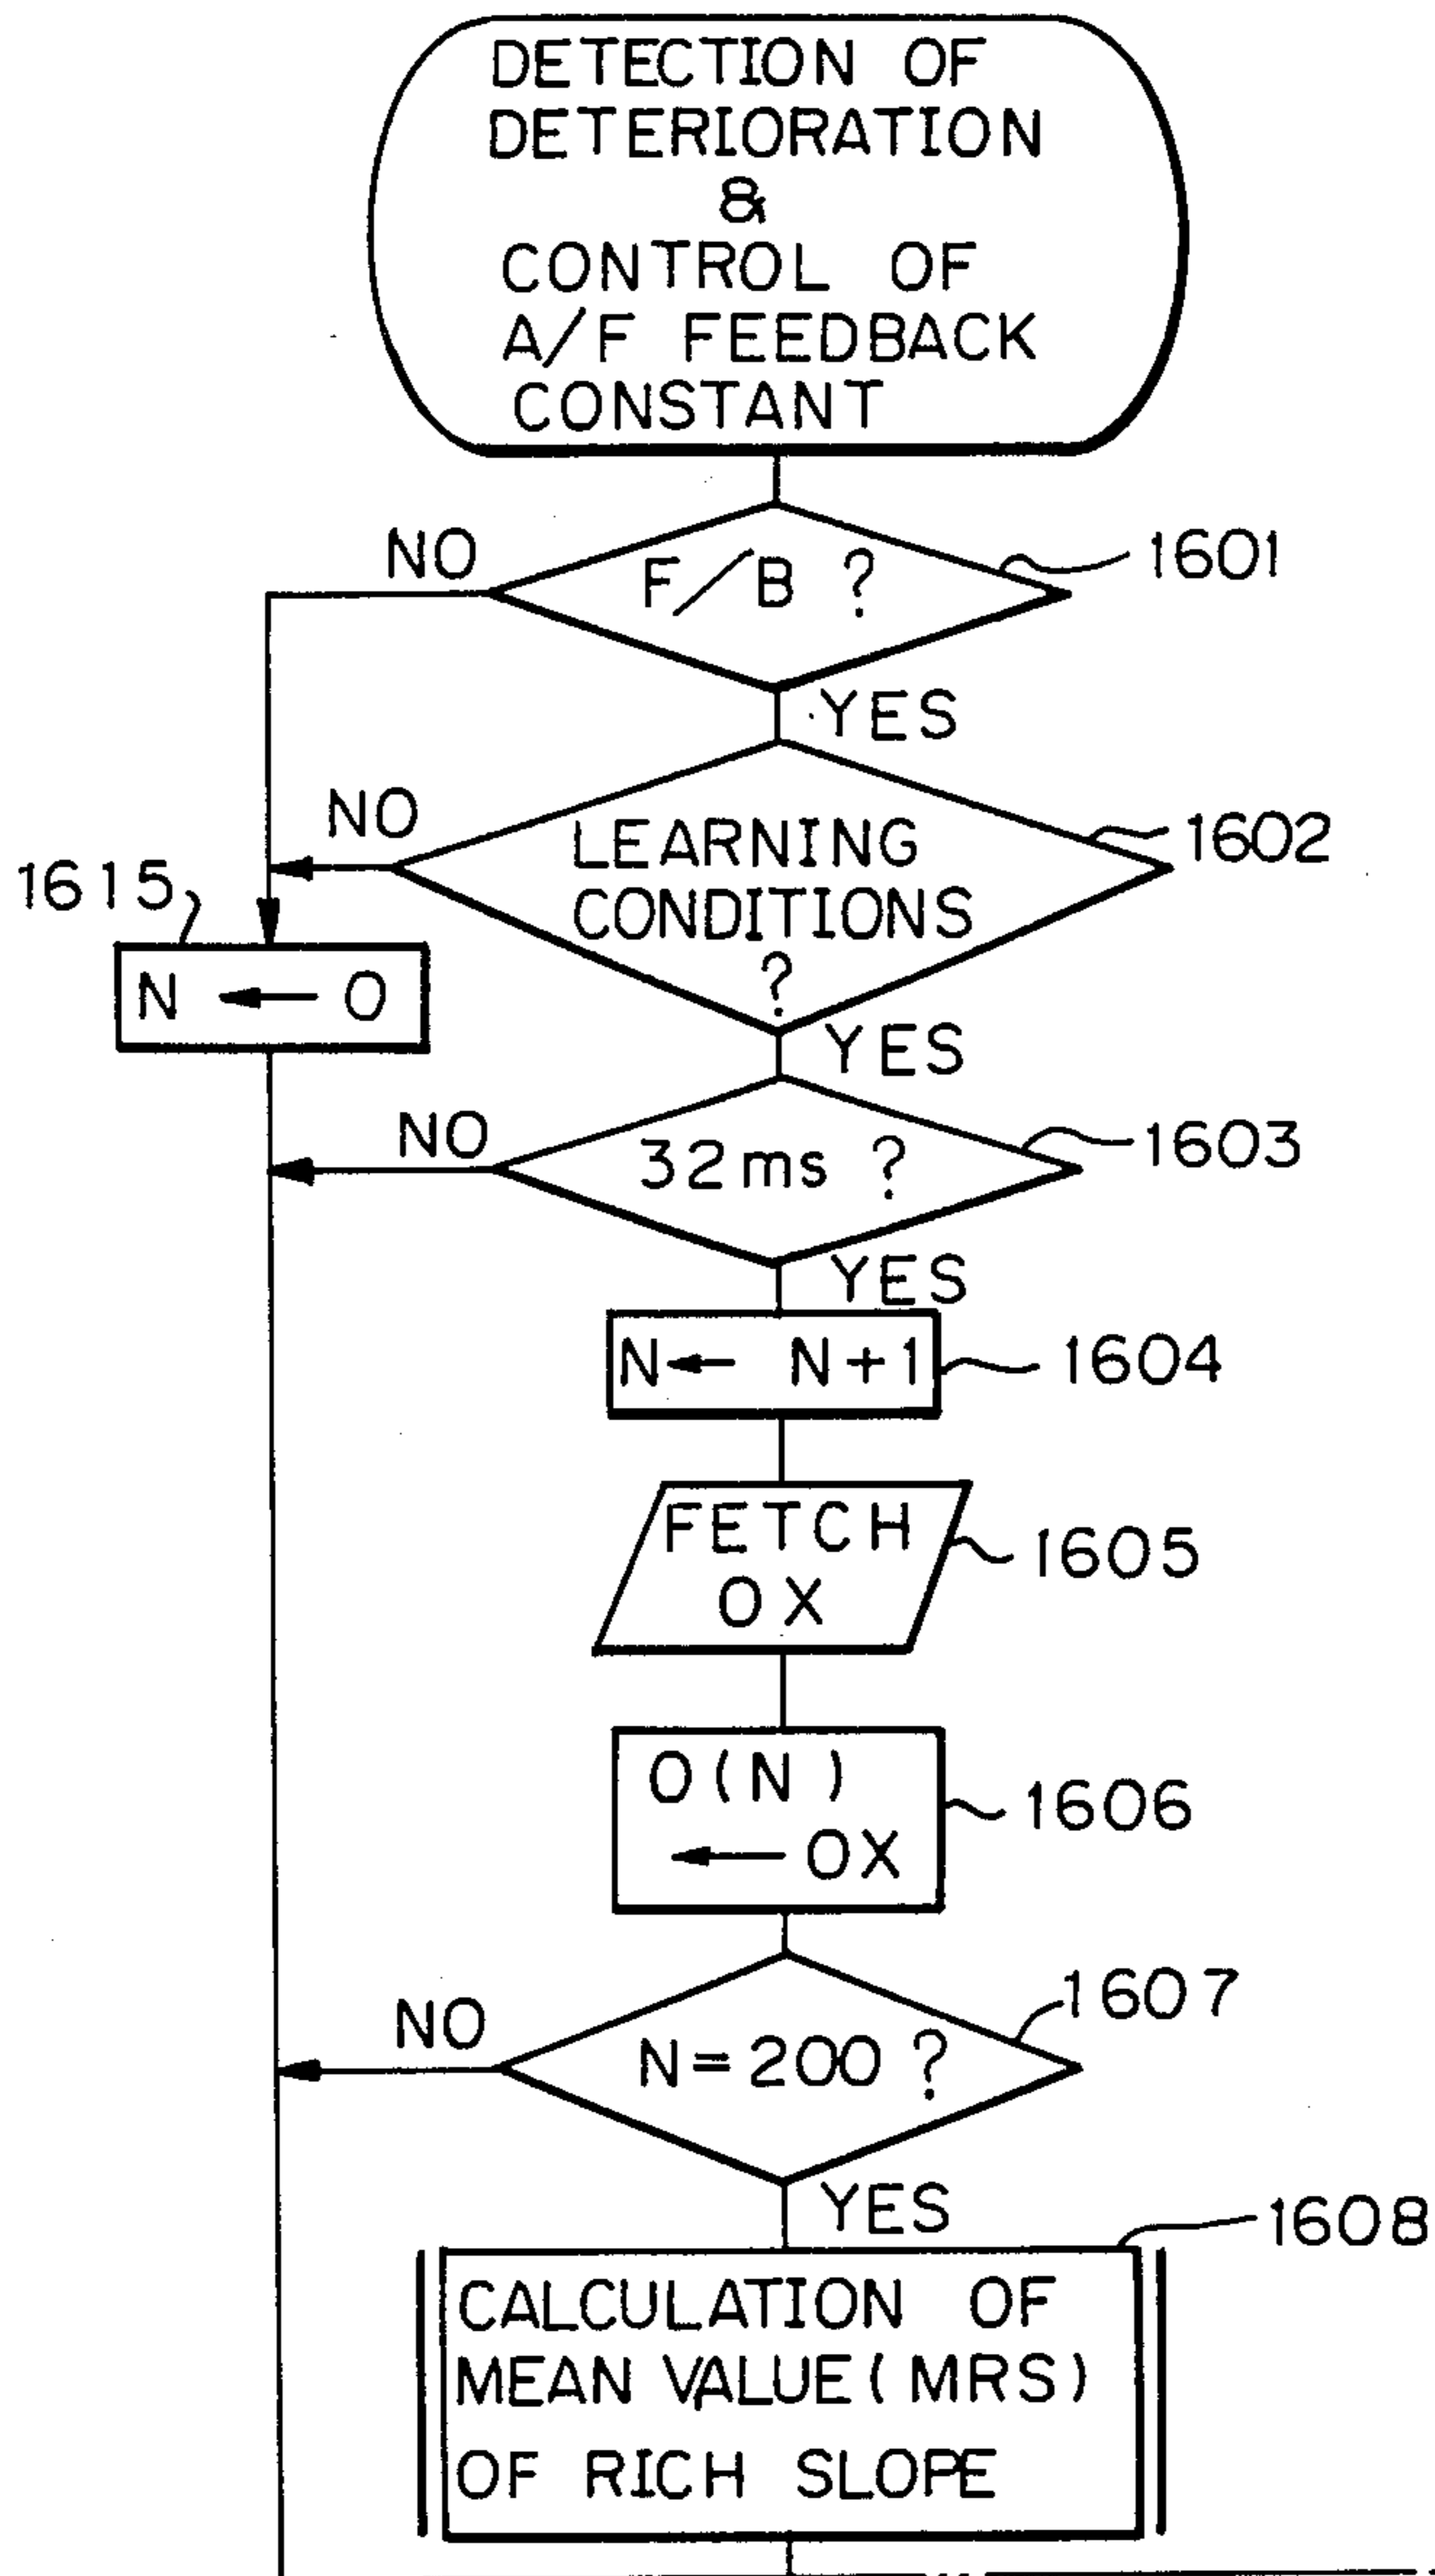 DETECTION OF
DETERIORATION
&
CONTROL OF
A/F FEEDBACK
CONSTANT
NO
F/B ?
1601
YES
NO
LEARNING
CONDITIONS
?
1602
1615
N ← 0
YES
NO
32ms ?
1603
YES
N ← N+1
1604
FETCH
OX
1605
O(N)
← OX
1606
NO
N=200 ?
1607
YES
1608
CALCULATION OF
MEAN VALUE (MRS)
OF RICH SLOPE